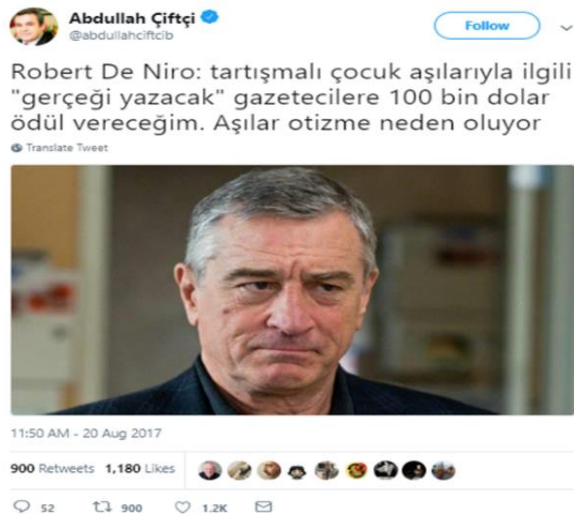 Abdullah Çiftçi
@abdullahciftcib
Follow
Robert De Niro: tartışmalı çocuk aşılarıyla ilgili
"gerçeği yazacak" gazetecilere 100 bin dolar
ödül vereceğim. Aşılar otizme neden oluyor
Translate Tweet
11:50 AM - 20 Aug 2017
900 Retweets 1,180 Likes
52 900 1.2K